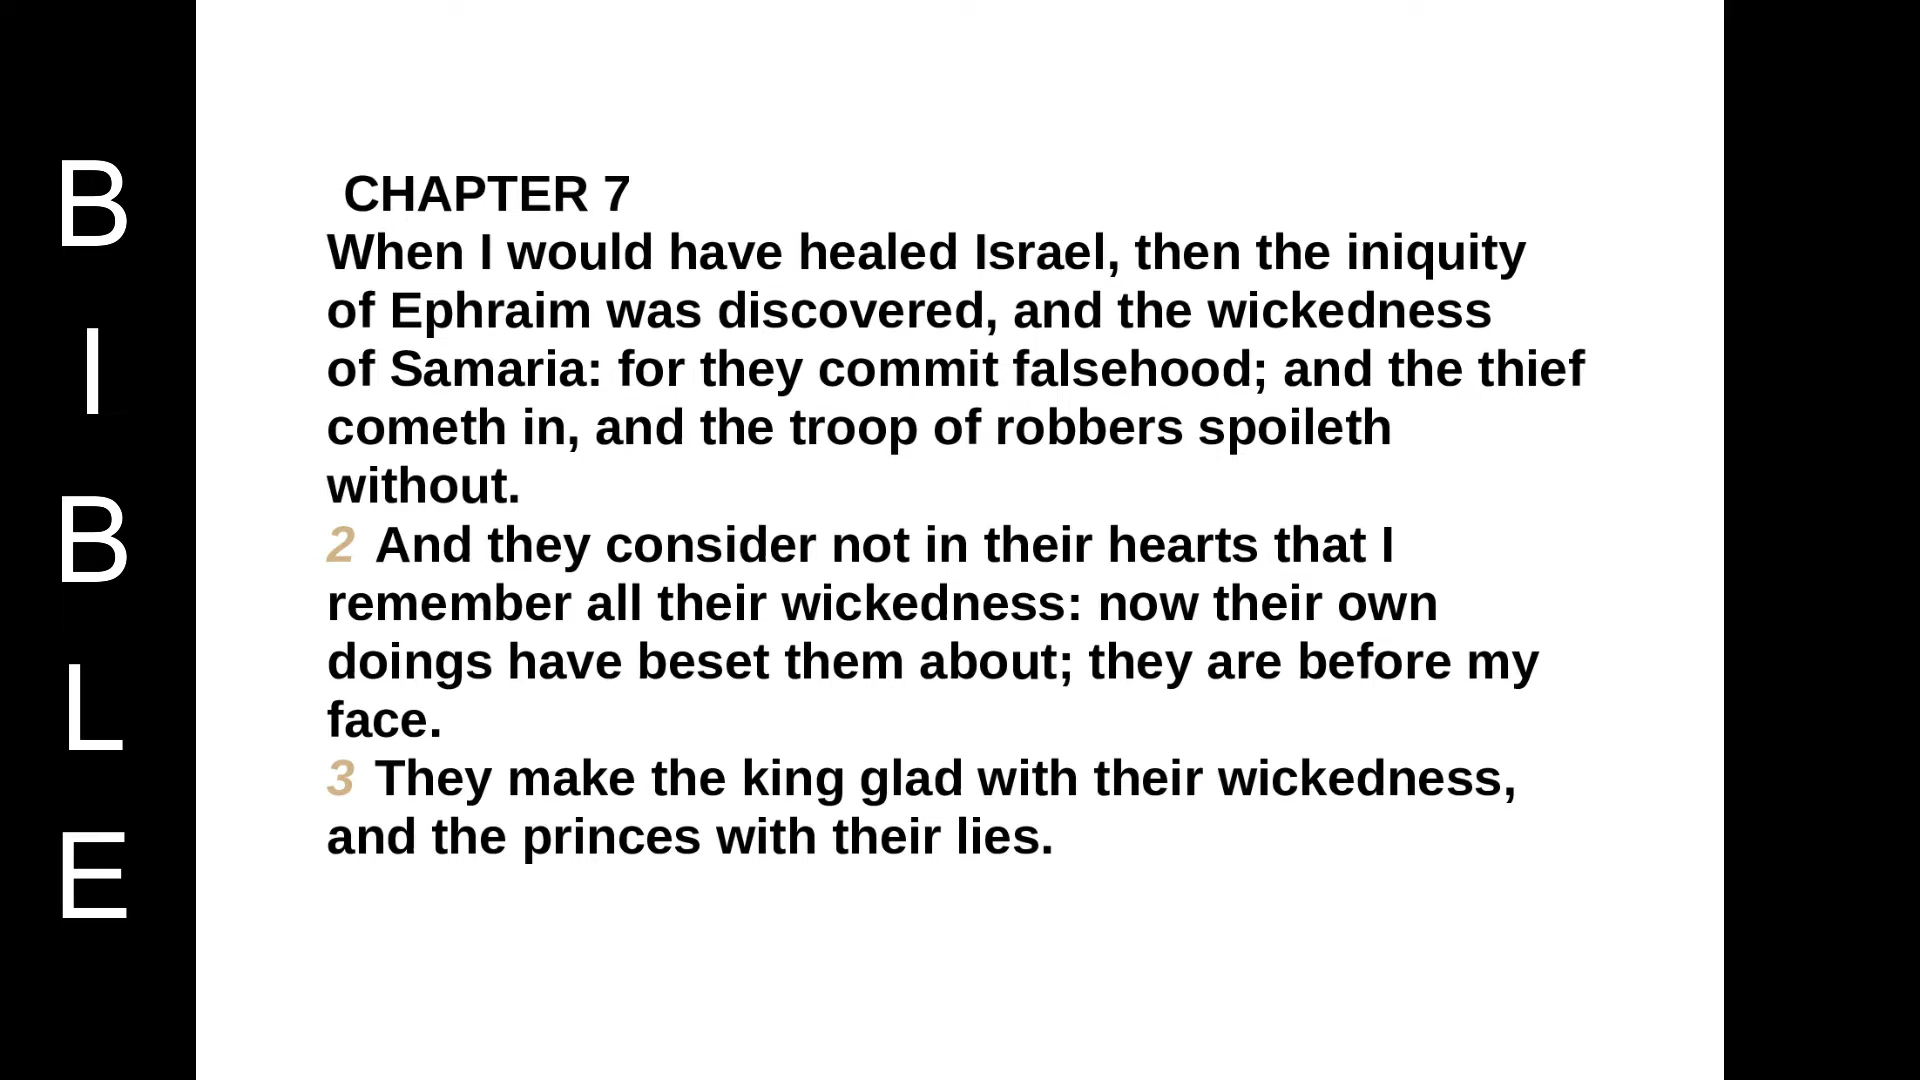 B
I
B
L
E
CHAPTER 7
When I would have healed Israel, then the iniquity
of Ephraim was discovered, and the wickedness
of Samaria: for they commit falsehood; and the thief
cometh in, and the troop of robbers spoileth
without.
2 And they consider not in their hearts that I
remember all their wickedness: now their own
doings have beset them about; they are before my
face.
3 They make the king glad with their wickedness,
and the princes with their lies.